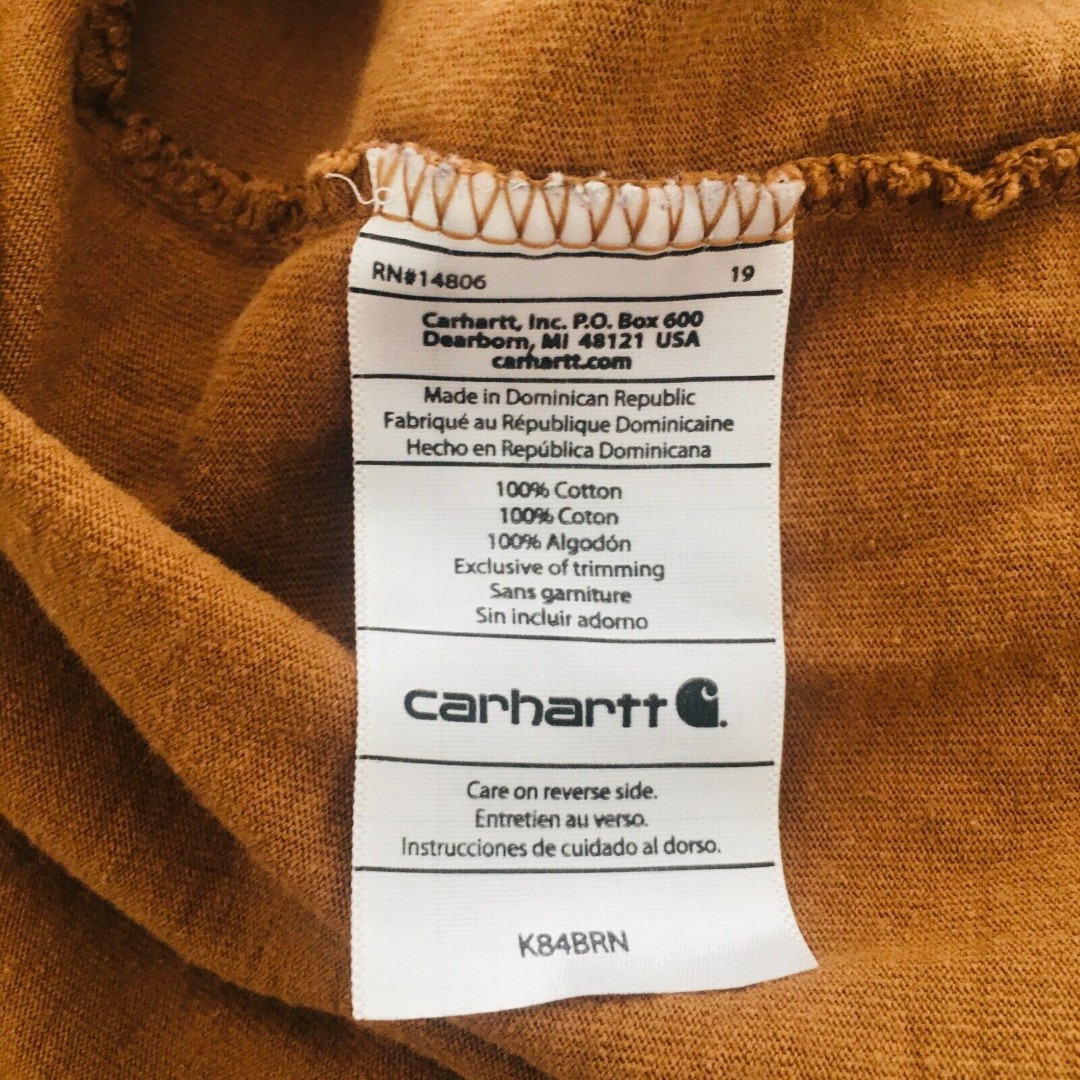 RN#14806 19
Carhartt, Inc. P.O. Box 600
Dearborn, MI 48121 USA
carhartt.com
Made in Dominican Republic
Fabriqué au République Dominicaine
Hecho en República Dominicana
100% Cotton
100% Coton
100% Algodón
Exclusive of trimming
Sans garniture
Sin incluir adorno
carhartt
Care on reverse side.
Entretien au verso.
Instrucciones de cuidado al dorso.
K84BRN